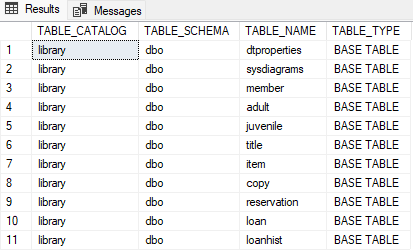 Results Messages
TABLE_CATALOG TABLE_SCHEMA TABLE_NAME TABLE_TYPE
1 library dbo dtproperties BASE TABLE
2 library dbo sysdiagrams BASE TABLE
3 library dbo member BASE TABLE
4 library dbo adult BASE TABLE
5 library dbo juvenile BASE TABLE
6 library dbo title BASE TABLE
7 library dbo item BASE TABLE
8 library dbo copy BASE TABLE
9 library dbo reservation BASE TABLE
10 library dbo loan BASE TABLE
11 library dbo loanhist BASE TABLE